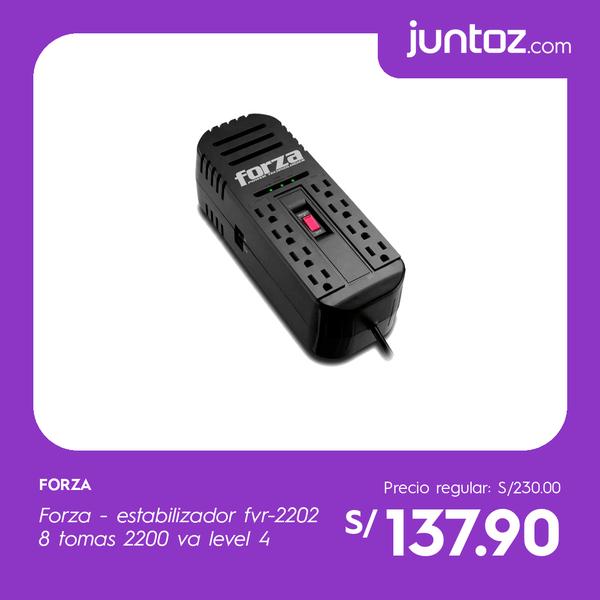 juntoz.com
forza
FORZA
Forza - estabilizador fvr-2202
8 tomas 2200 va level 4
Precio regular: S/230.00
S/137.90